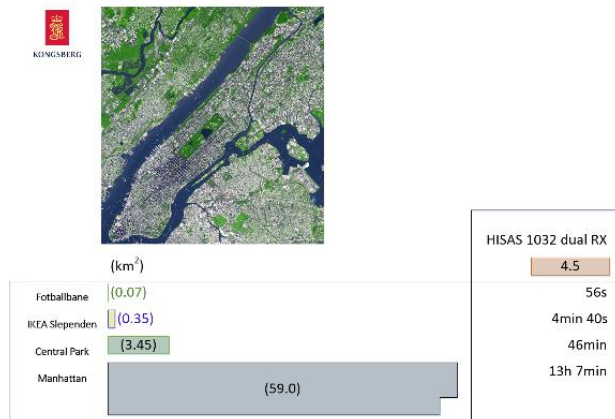 KONGSBERG
HISAS 1032 dual RX
(km²)
4.5
Fotballbane (0.07) 56s
IKEA Slependen (0.35) 4min 40s
Central Park (3.45) 46min
Manhattan (59.0) 13h 7min